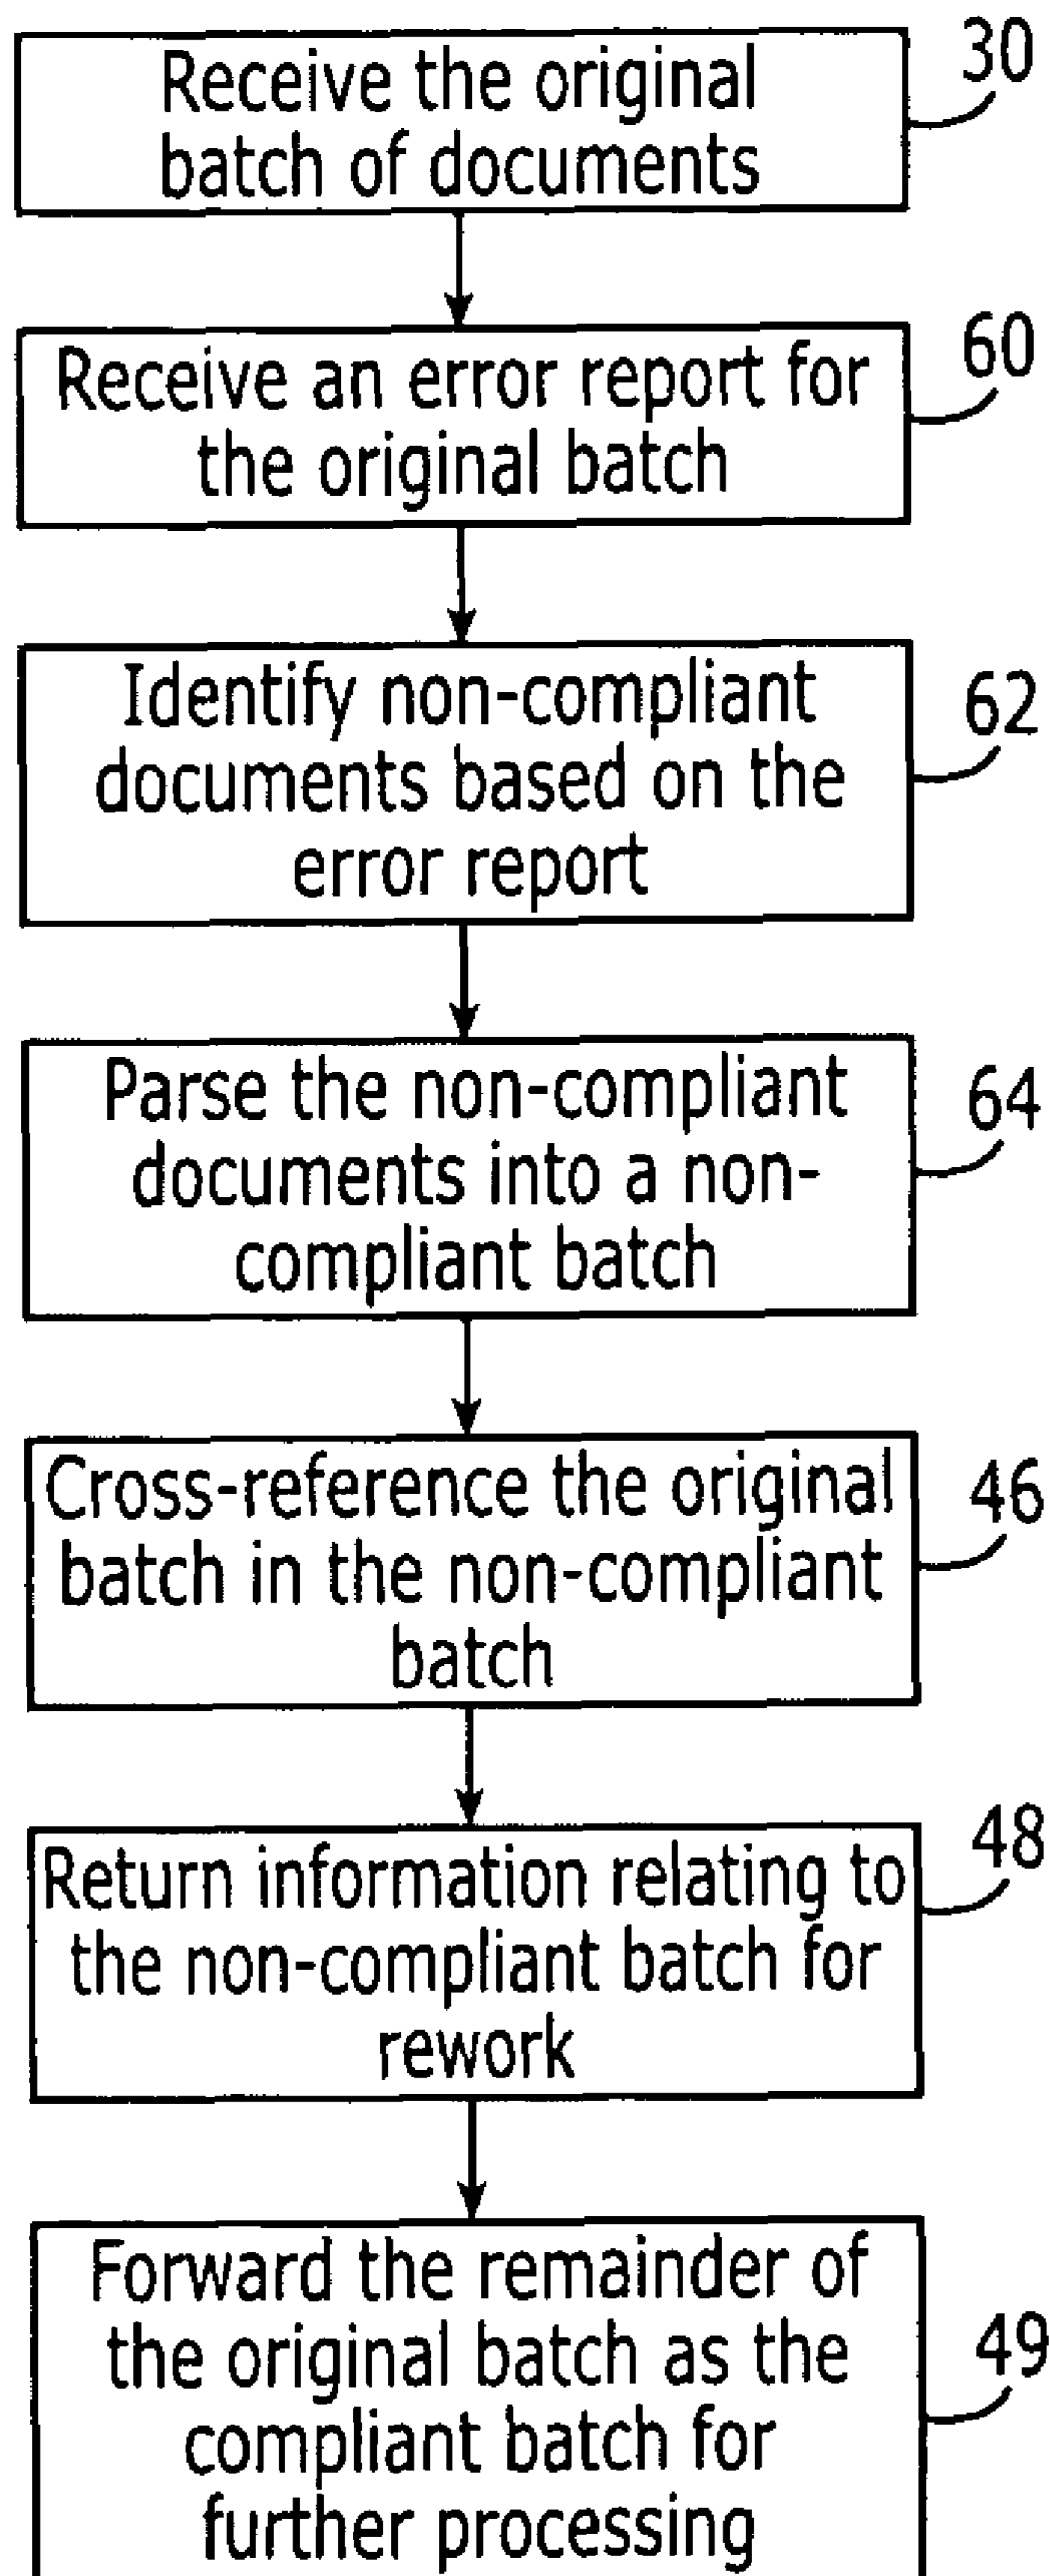 30
Receive the original
batch of documents
60
Receive an error report for
the original batch
62
Identify non-compliant
documents based on the
error report
64
Parse the non-compliant
documents into a non-
compliant batch
46
Cross-reference the original
batch in the non-compliant
batch
48
Return information relating to
the non-compliant batch for
rework
49
Forward the remainder of
the original batch as the
compliant batch for
further processing